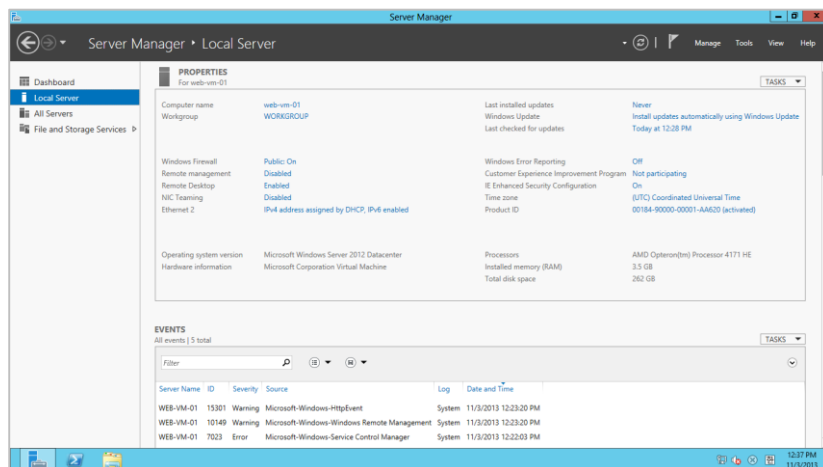 Server Manager
Server Manager ‣ Local Server
Manage Tools View Help
Dashboard
Local Server
All Servers
File and Storage Services
PROPERTIES
For web-vm-01
TASKS
Computer name web-vm-01 Last installed updates Never
Workgroup WORKGROUP Windows Update Install updates automatically using Windows Update
Last checked for updates Today at 12:28 PM
Windows Firewall Public: On Windows Error Reporting Off
Remote management Disabled Customer Experience Improvement Program Not participating
Remote Desktop Enabled IE Enhanced Security Configuration On
NIC Teaming Disabled Time zone (UTC) Coordinated Universal Time
Ethernet 2 IPv4 address assigned by DHCP, IPv6 enabled Product ID 00184-90000-00001-AA620 (activated)
Operating system version Microsoft Windows Server 2012 Datacenter Processors AMD Opteron(tm) Processor 4171 HE
Hardware information Microsoft Corporation Virtual Machine Installed memory (RAM) 3.5 GB
Total disk space 262 GB
EVENTS
All events | 5 total
TASKS
Filter
Server Name ID Severity Source Log Date and Time
WEB-VM-01 15301 Warning Microsoft-Windows-HttpEvent System 11/3/2013 12:23:20 PM
WEB-VM-01 10149 Warning Microsoft-Windows-Windows Remote Management System 11/3/2013 12:23:20 PM
WEB-VM-01 7023 Error Microsoft-Windows-Service Control Manager System 11/3/2013 12:22:03 PM
12:37 PM
11/3/2013